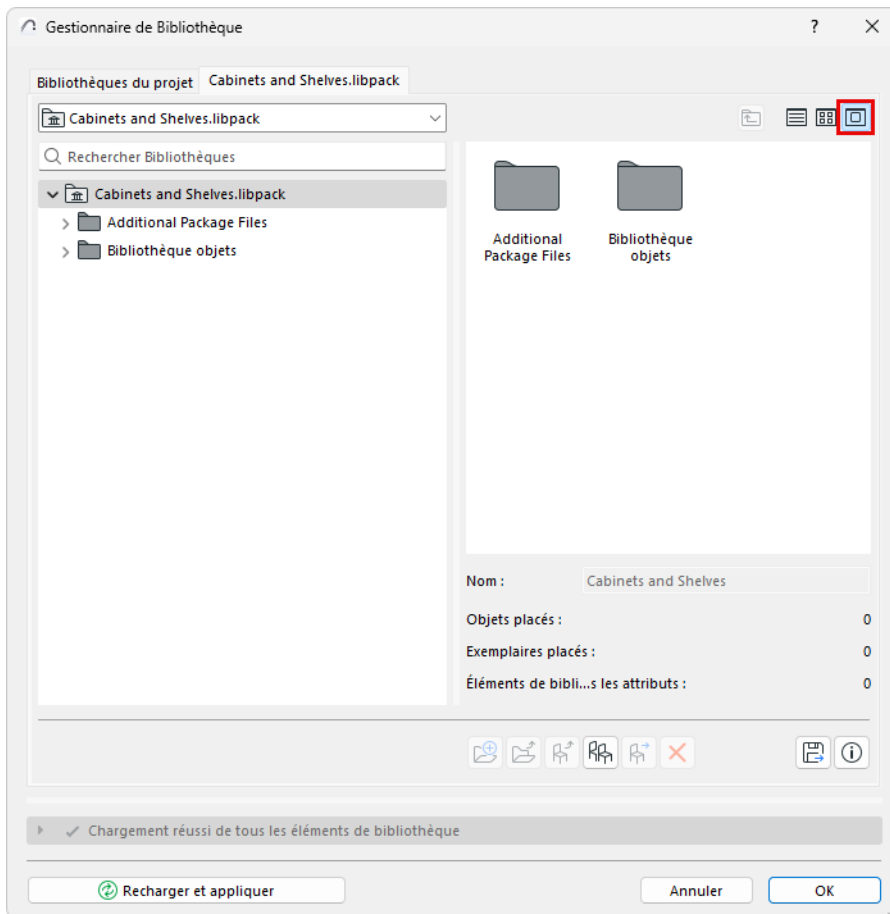 Gestionnaire de Bibliothèque
?
Bibliothèques du projet
Cabinets and Shelves.libpack
Cabinets and Shelves.libpack
Rechercher Bibliothèques
Cabinets and Shelves.libpack
Additional Package Files
Bibliothèque objets
Additional
Package Files
Bibliothèque
objets
Nom :
Cabinets and Shelves
Objets placés :
0
Exemplaires placés :
0
Éléments de bibli...s les attributs :
0
Chargement réussi de tous les éléments de bibliothèque
Recharger et appliquer
Annuler
OK